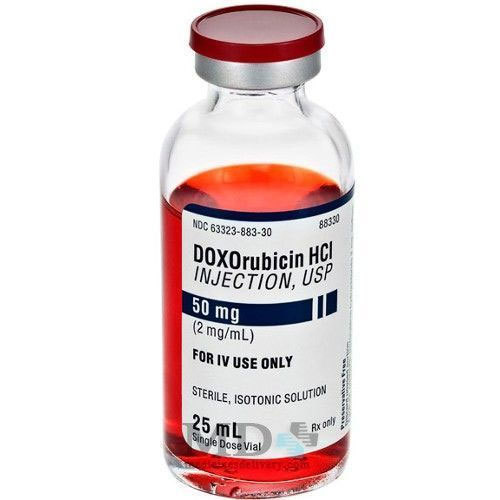 NDC 63323-883-30 88330
DOXOrubicin HCl
INJECTION, USP
50 mg
(2 mg/mL)
FOR IV USE ONLY
STERILE, ISOTONIC SOLUTION
25 mL Rx only
Single Dose Vial
Preservative Free
MD